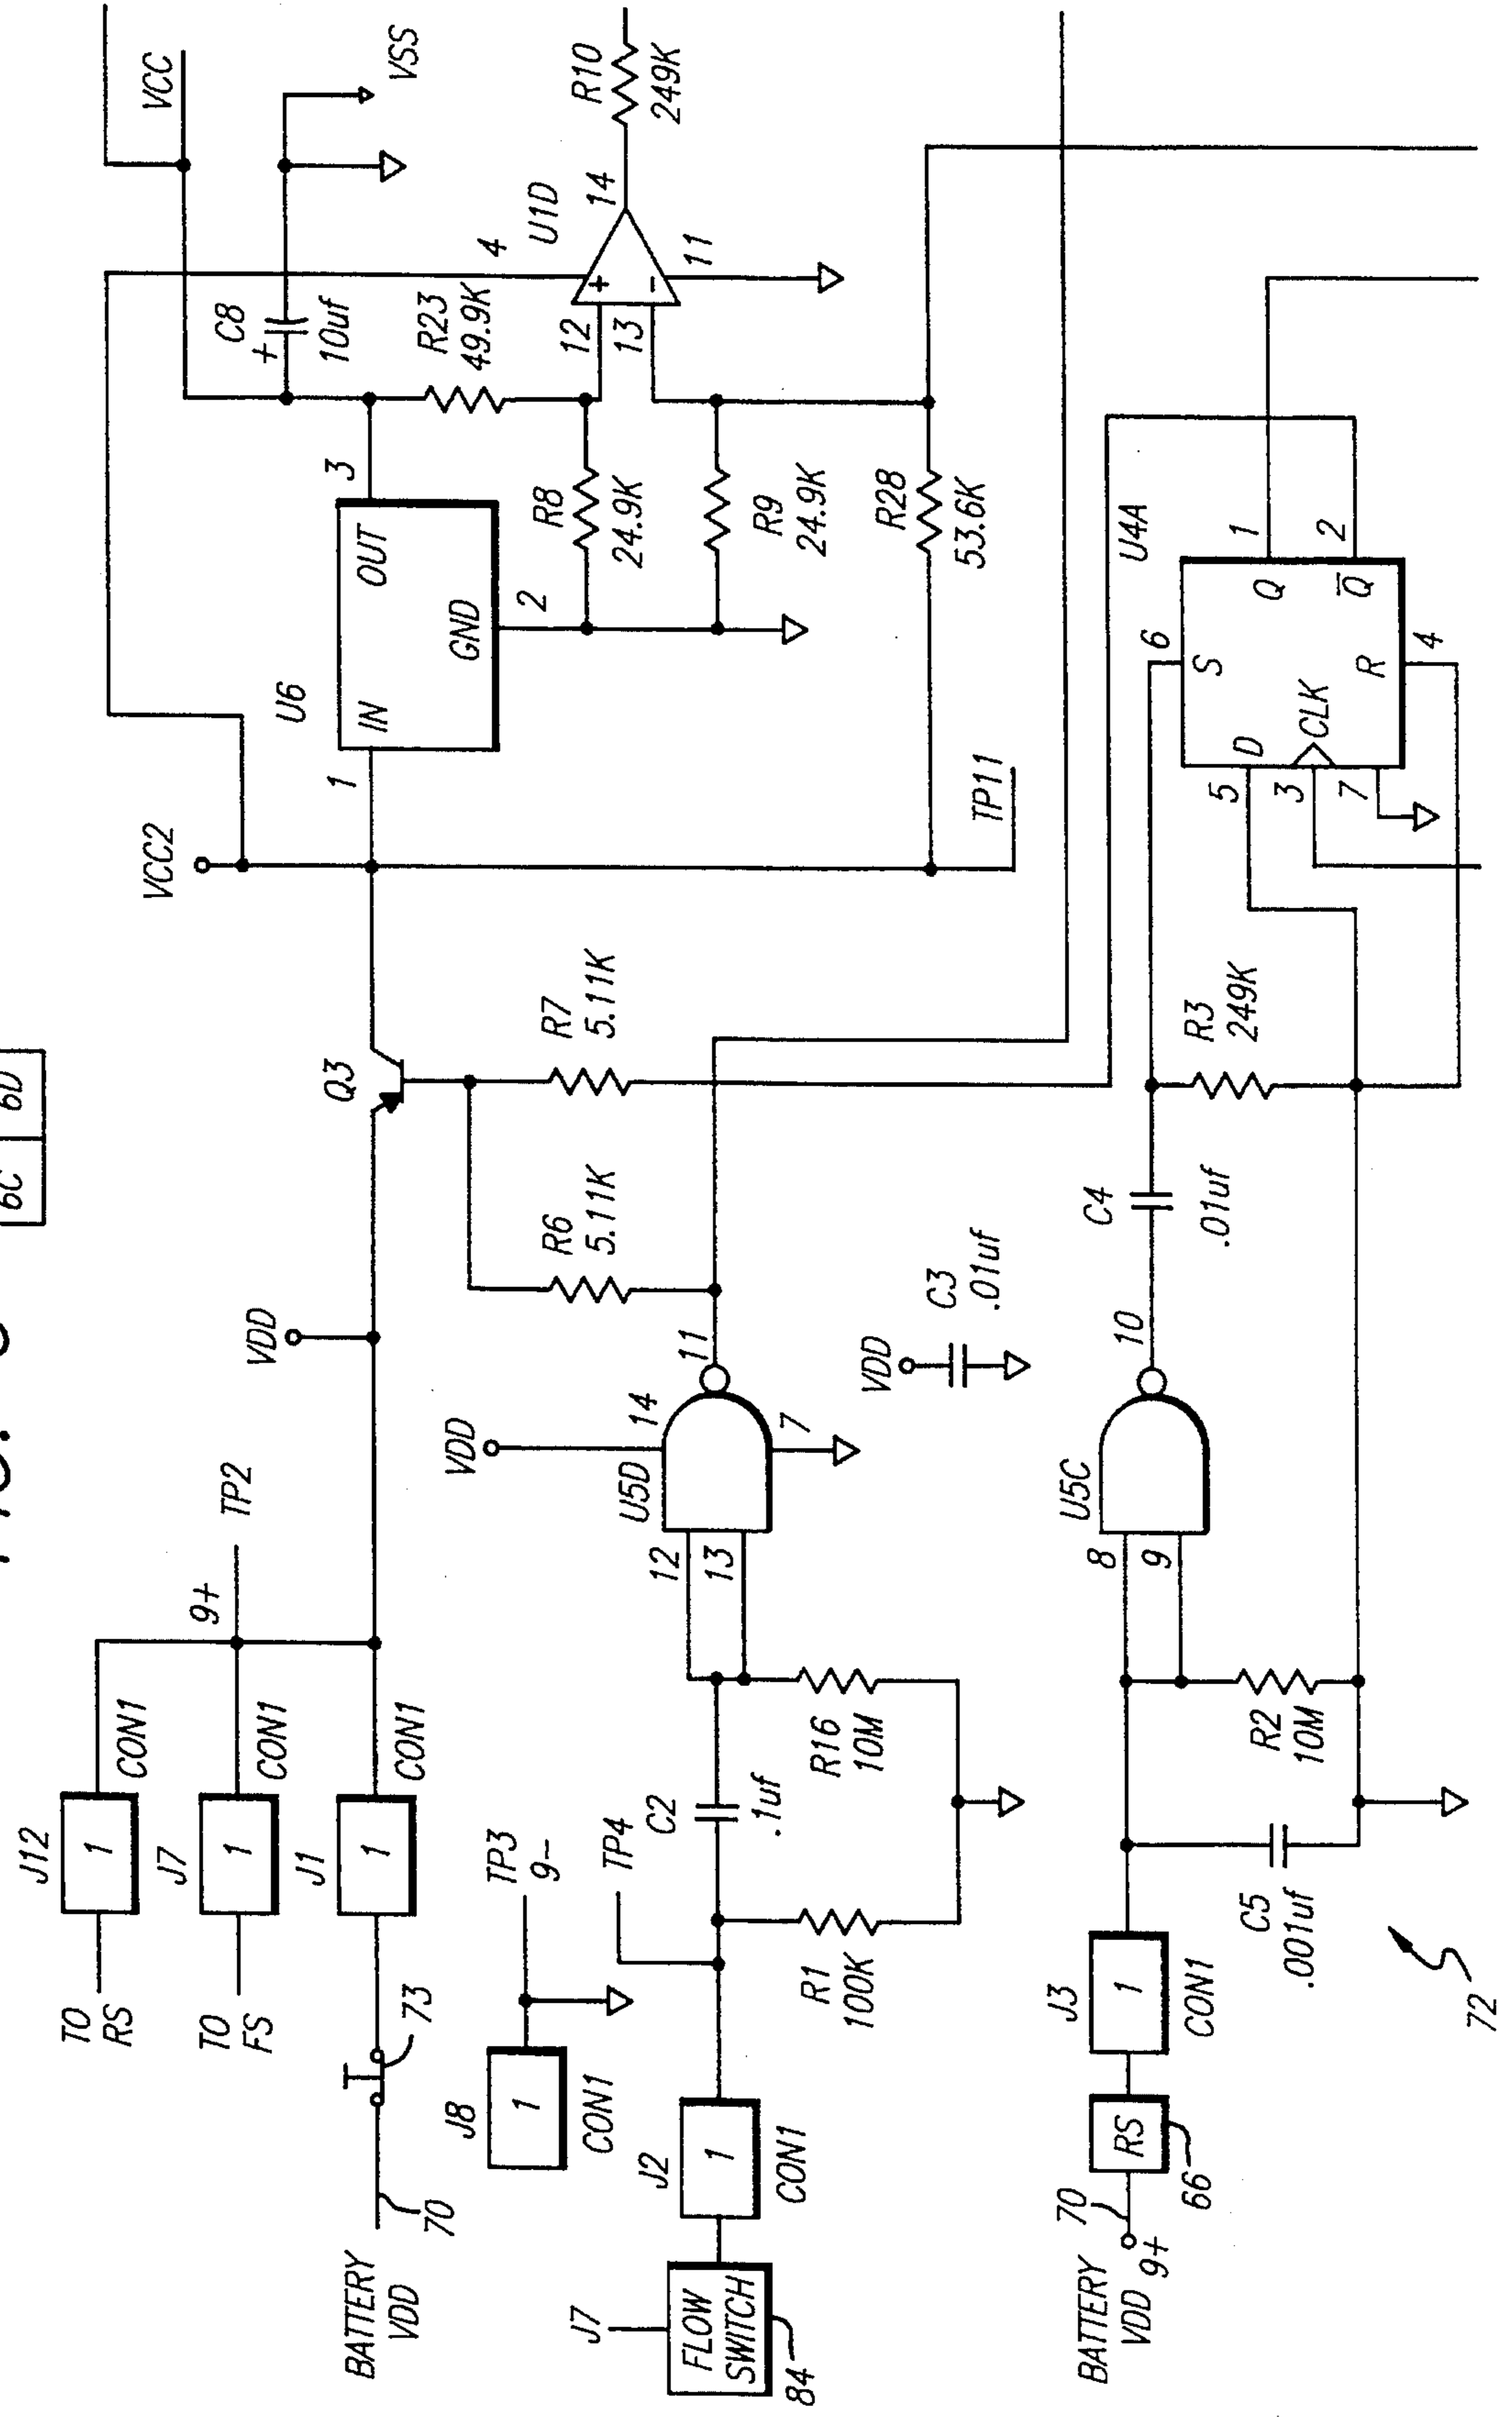 6C 6D
VCC
VSS
C8
+
10uf
R23
49.9K
4
U1D
14
R10
249K
12
+
13
-
11
3
OUT
U6
IN
GND
1
2
R8
24.9K
R9
24.9K
R28
53.6K
VCC2
TP11
U4A
1
Q
2
Q̅
6
S
5
D
3
CLK
7
R
4
Q3
R7
5.11K
R6
5.11K
R3
249K
C4
.01uf
C3
.01uf
VDD
VDD
VDD
U5D
14
11
7
12
13
U5C
10
8
9
TP2
9+
J12
1
CON1
TO
RS
J7
1
CON1
TO
FS
J1
1
CON1
73
70
BATTERY
VDD
TP3
9-
J8
1
CON1
TP4
C2
.1uf
R16
10M
R1
100K
J2
1
CON1
J7
FLOW
SWITCH
84
R2
10M
C5
.001uf
J3
1
CON1
RS
66
70
BATTERY
VDD
9+
72